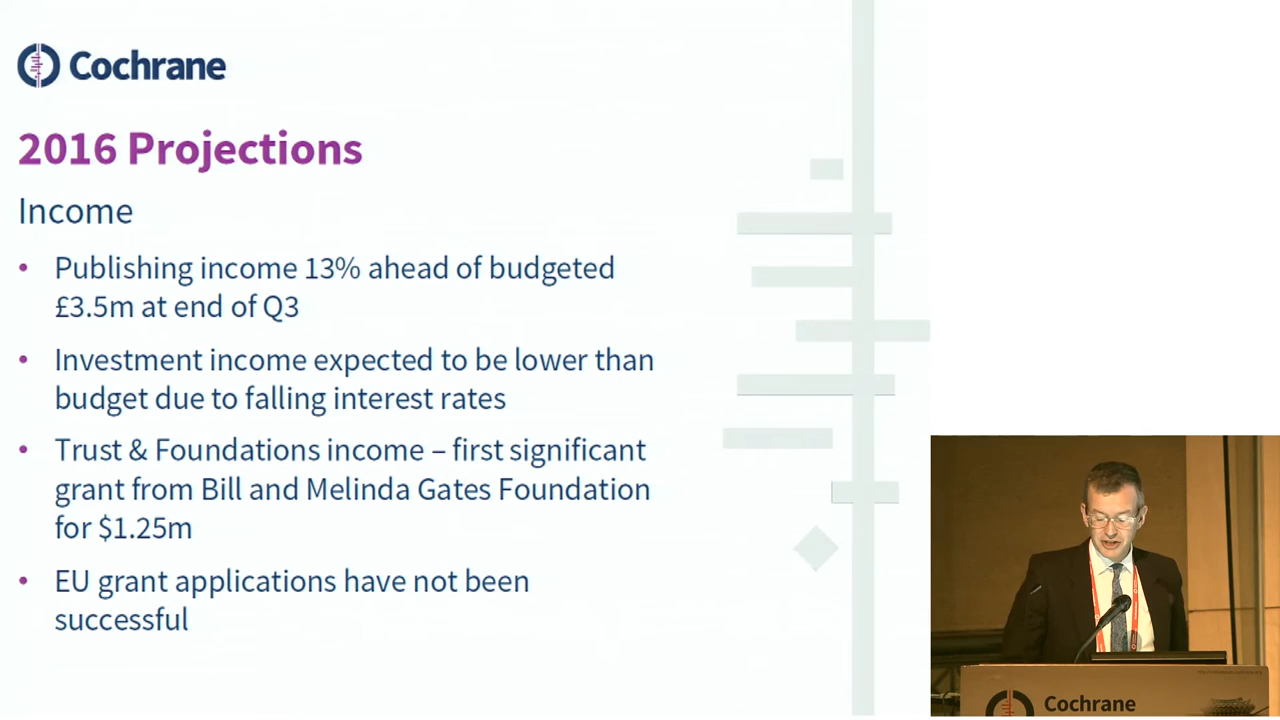 Cochrane
2016 Projections
Income
• Publishing income 13% ahead of budgeted
£3.5m at end of Q3
• Investment income expected to be lower than
budget due to falling interest rates
• Trust & Foundations income – first significant
grant from Bill and Melinda Gates Foundation
for $1.25m
• EU grant applications have not been
successful
Cochrane